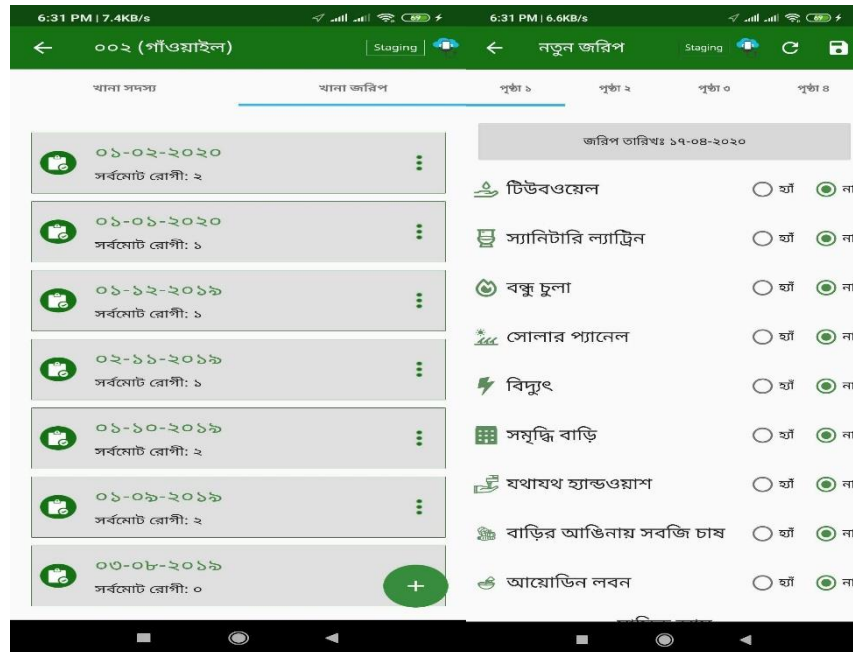 6:31 PM | 7.4KB/s
69
০০২ (গাঁওয়াইল)
Staging
খানা সদস্য
খানা জরিপ
০১-০২-২০২০
সর্বমোট রোগী: ২
০১-০১-২০২০
সর্বমোট রোগী: ১
০১-১২-২০১৯
সর্বমোট রোগী: ১
০২-১১-২০১৯
সর্বমোট রোগী: ১
০১-১০-২০১৯
সর্বমোট রোগী: ২
০১-০৯-২০১৯
সর্বমোট রোগী: ২
০৩-০৮-২০১৯
সর্বমোট রোগী: ০
+
6:31 PM | 6.6KB/s
69
নতুন জরিপ
Staging
পৃষ্ঠা ১
পৃষ্ঠা ২
পৃষ্ঠা ৩
পৃষ্ঠা ৪
জরিপ তারিখঃ ১৭-০৪-২০২০
টিউবওয়েল হ্যাঁ না
স্যানিটারি ল্যাট্রিন হ্যাঁ না
বন্ধু চুলা হ্যাঁ না
সোলার প্যানেল হ্যাঁ না
বিদ্যুৎ হ্যাঁ না
সমৃদ্ধি বাড়ি হ্যাঁ না
যথাযথ হ্যান্ডওয়াশ হ্যাঁ না
বাড়ির আঙিনায় সবজি চাষ হ্যাঁ না
আয়োডিন লবন হ্যাঁ না